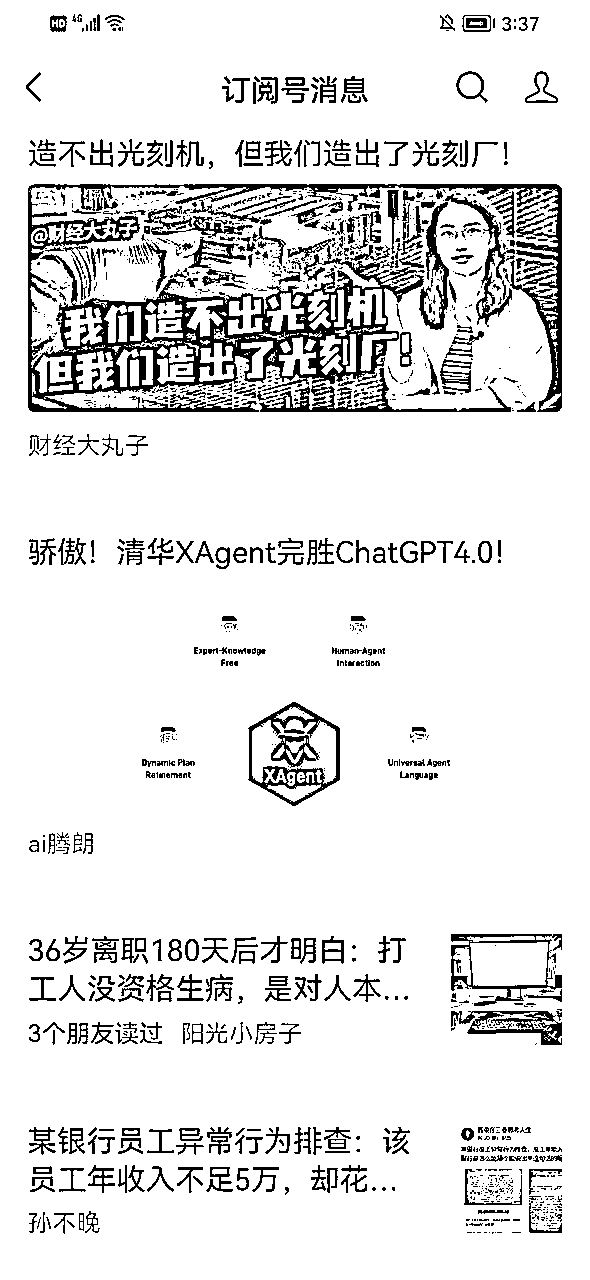 HD 4G 3:37
订阅号消息
造不出光刻机，但我们造出了光刻厂！
@财经大丸子
我们造不出光刻机
但我们造出了光刻厂！
财经大丸子
骄傲！清华XAgent完胜ChatGPT4.0！
Expert-Knowledge
Free
Human-Agent
Interaction
Dynamic Plan
Refinement
XAgent
Universal Agent
Language
ai腾朗
36岁离职180天后才明白：打
工人没资格生病，是对人本...
3个朋友读过 阳光小房子
某银行员工异常行为排查：该
员工年收入不足5万，却花...
孙不晚